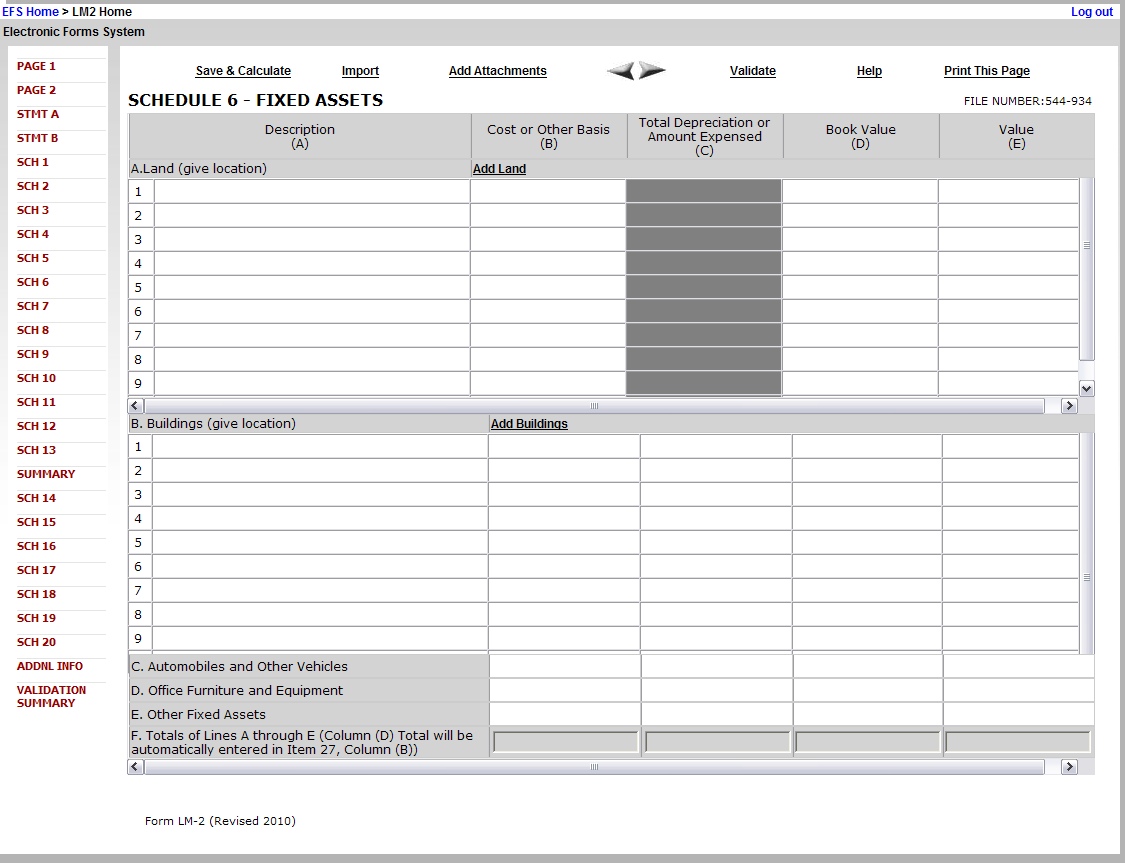 EFS Home > LM2 Home
Log out
Electronic Forms System
PAGE 1
PAGE 2
STMT A
STMT B
SCH 1
SCH 2
SCH 3
SCH 4
SCH 5
SCH 6
SCH 7
SCH 8
SCH 9
SCH 10
SCH 11
SCH 12
SCH 13
SUMMARY
SCH 14
SCH 15
SCH 16
SCH 17
SCH 18
SCH 19
SCH 20
ADDNL INFO
VALIDATION
SUMMARY
Save & Calculate Import Add Attachments Validate Help Print This Page
SCHEDULE 6 - FIXED ASSETS
FILE NUMBER:544-934
Description
(A)
Cost or Other Basis
(B)
Total Depreciation or
Amount Expensed
(C)
Book Value
(D)
Value
(E)
A.Land (give location) Add Land
1
2
3
4
5
6
7
8
9
B. Buildings (give location) Add Buildings
1
2
3
4
5
6
7
8
9
C. Automobiles and Other Vehicles
D. Office Furniture and Equipment
E. Other Fixed Assets
F. Totals of Lines A through E (Column (D) Total will be
automatically entered in Item 27, Column (B))
Form LM-2 (Revised 2010)